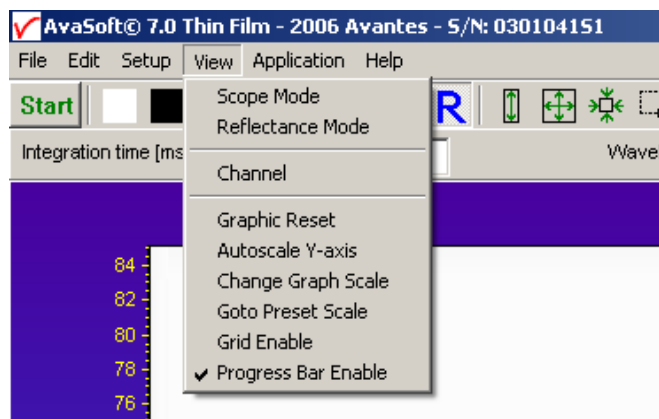 AvaSoft© 7.0 Thin Film - 2006 Avantes - S/N: 0301041S1
File Edit Setup View Application Help
Start R
Integration time [ms Wave
Scope Mode
Reflectance Mode
Channel
Graphic Reset
Autoscale Y-axis
Change Graph Scale
Goto Preset Scale
Grid Enable
Progress Bar Enable
84
82
80
78
76